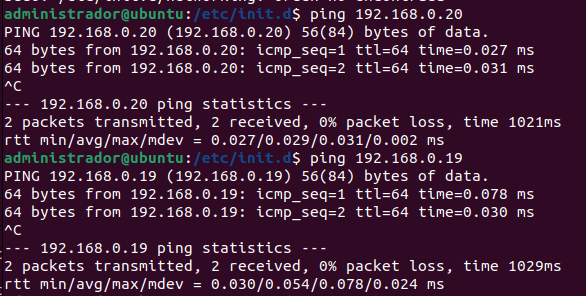 administrador@ubuntu:/etc/init.d$ ping 192.168.0.20
PING 192.168.0.20 (192.168.0.20) 56(84) bytes of data.
64 bytes from 192.168.0.20: icmp_seq=1 ttl=64 time=0.027 ms
64 bytes from 192.168.0.20: icmp_seq=2 ttl=64 time=0.031 ms
^C
--- 192.168.0.20 ping statistics ---
2 packets transmitted, 2 received, 0% packet loss, time 1021ms
rtt min/avg/max/mdev = 0.027/0.029/0.031/0.002 ms
administrador@ubuntu:/etc/init.d$ ping 192.168.0.19
PING 192.168.0.19 (192.168.0.19) 56(84) bytes of data.
64 bytes from 192.168.0.19: icmp_seq=1 ttl=64 time=0.078 ms
64 bytes from 192.168.0.19: icmp_seq=2 ttl=64 time=0.030 ms
^C
--- 192.168.0.19 ping statistics ---
2 packets transmitted, 2 received, 0% packet loss, time 1029ms
rtt min/avg/max/mdev = 0.030/0.054/0.078/0.024 ms